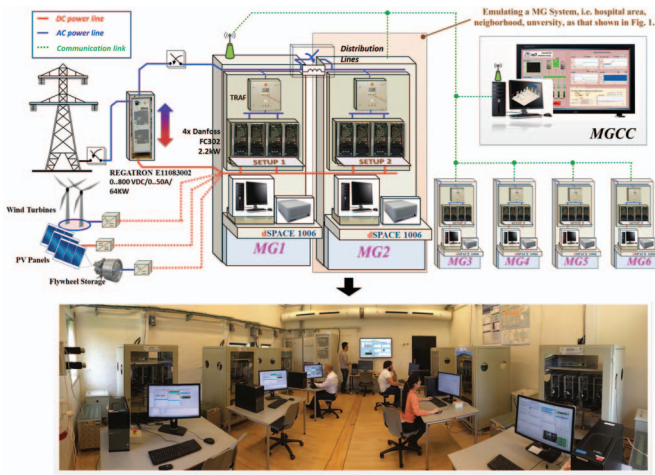 DC power line
AC power line
Communication link
Emulating a MG System, i.e. hospital area,
neigborhood, unversity, as that shown in Fig. 1.
Distribution
Lines
TRAF
4x Danfoss
FC302
2.2kW
MGCC
SETUP 1
SETUP 2
REGATRON E11083002
0..800 VDC/0..50A/
64KW
Wind Turbines
PV Panels
Flywheel Storage
dSPACE 1006
dSPACE 1006
MG1
MG2
MG3
MG4
MG5
MG6